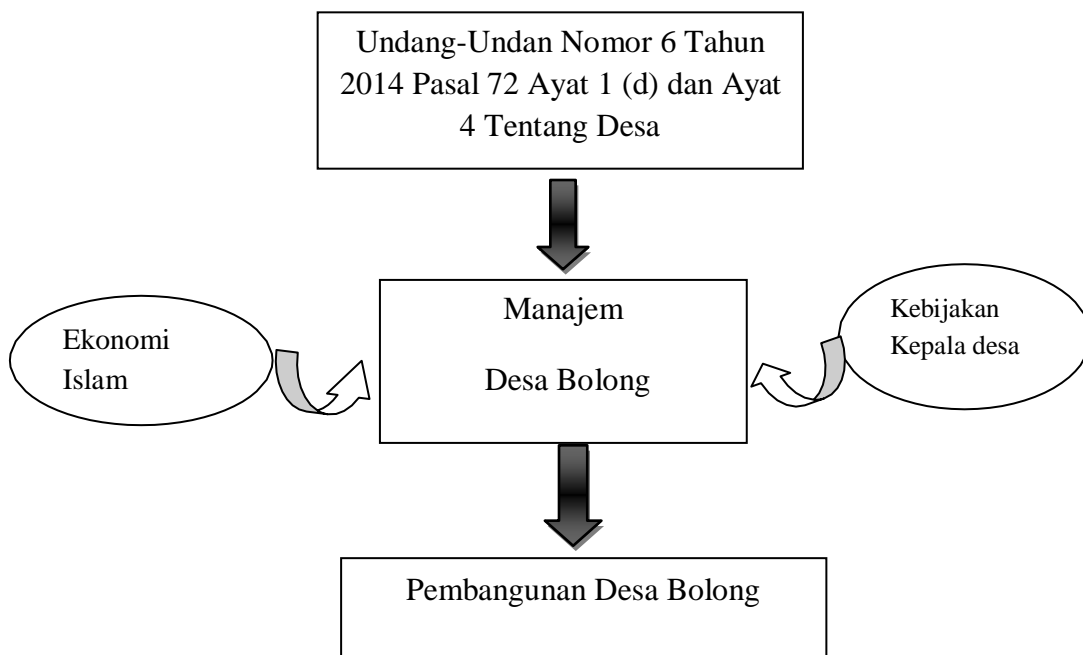 Undang-Undan Nomor 6 Tahun
2014 Pasal 72 Ayat 1 (d) dan Ayat
4 Tentang Desa
Manajem
Desa Bolong
Ekonomi
Islam
Kebijakan
Kepala desa
Pembangunan Desa Bolong